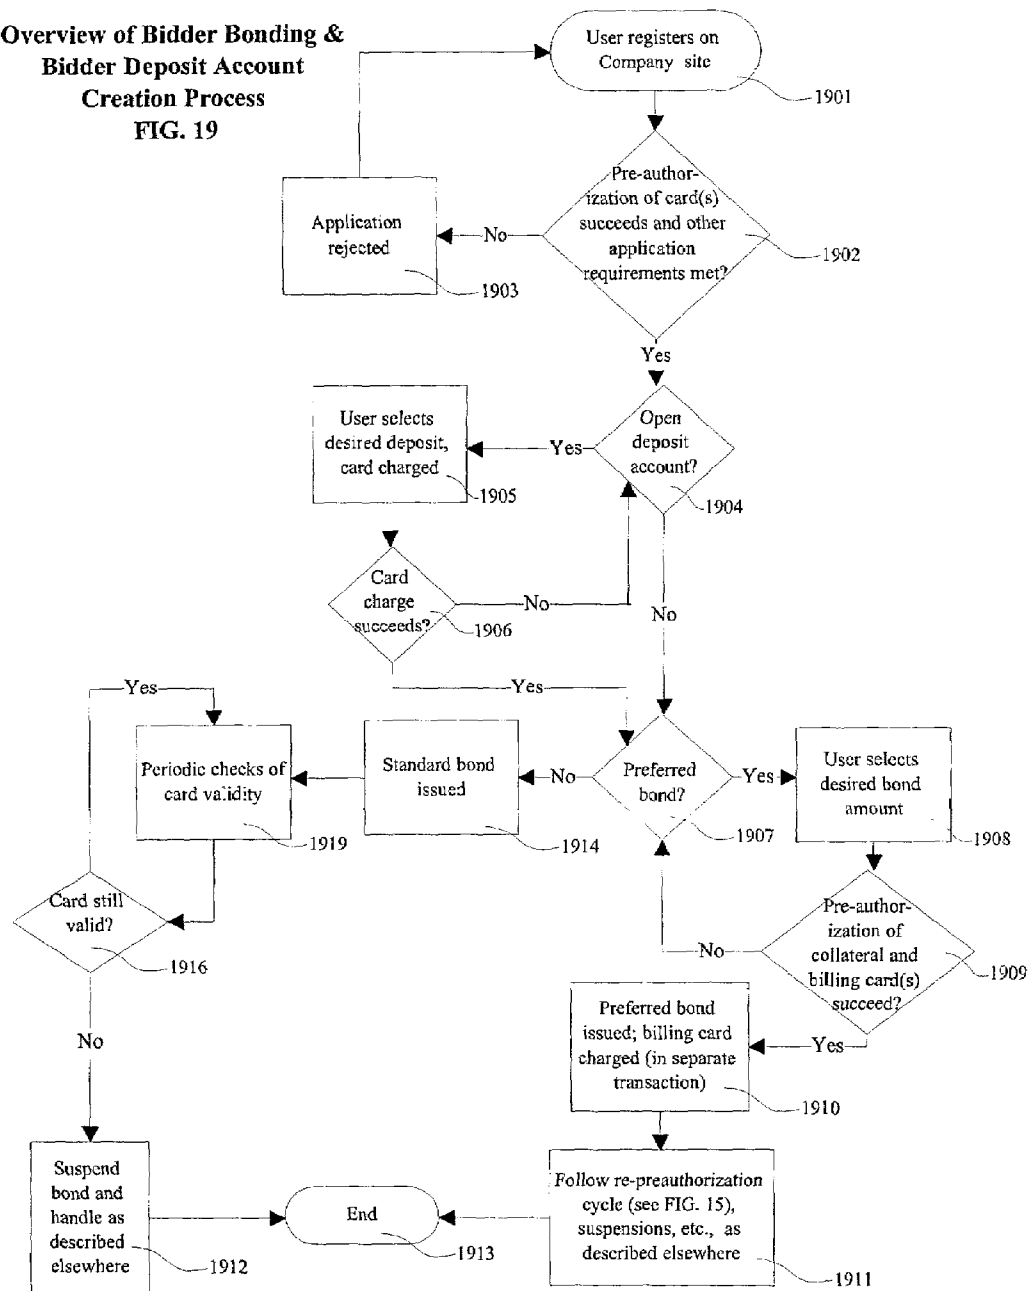 Overview of Bidder Bonding &
Bidder Deposit Account
Creation Process
FIG. 19
User registers on
Company site
1901
Pre-author-
ization of card(s)
succeeds and other
application
requirements met?
1902
No
Application
rejected
1903
Yes
Open
deposit
account?
1904
Yes
User selects
desired deposit,
card charged
1905
Card
charge
succeeds?
1906
No
No
Yes
Preferred
bond?
1907
Yes
User selects
desired bond
amount
1908
No
Standard bond
issued
1914
Periodic checks of
card validity
1919
Yes
Card still
valid?
1916
No
Pre-author-
ization of
collateral and
billing card(s)
succeed?
1909
No
Yes
Preferred bond
issued; billing card
charged (in separate
transaction)
1910
Follow re-preauthorization
cycle (see FIG. 15),
suspensions, etc., as
described elsewhere
1911
Suspend
bond and
handle as
described
elsewhere
1912
End
1913